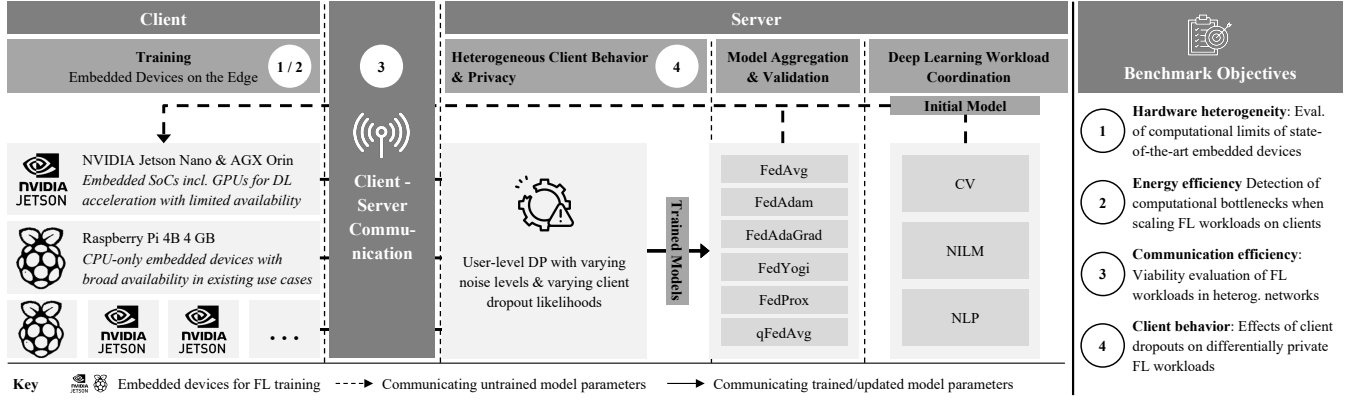 Client
Server
Training
Embedded Devices on the Edge
1 / 2
3
Heterogeneous Client Behavior
& Privacy
4
Model Aggregation
& Validation
Deep Learning Workload
Coordination
Initial Model
NVIDIA
JETSON
NVIDIA Jetson Nano & AGX Orin
Embedded SoCs incl. GPUs for DL
acceleration with limited availability
Raspberry Pi 4B 4 GB
CPU-only embedded devices with
broad availability in existing use cases
NVIDIA
JETSON
NVIDIA
JETSON
...
Client -
Server
Commu-
nication
User-level DP with varying
noise levels & varying client
dropout likelihoods
Trained Models
FedAvg
FedAdam
FedAdaGrad
FedYogi
FedProx
qFedAvg
CV
NILM
NLP
Key
NVIDIA
JETSON
Embedded devices for FL training
Communicating untrained model parameters
Communicating trained/updated model parameters
Benchmark Objectives
1
Hardware heterogeneity: Eval.
of computational limits of state-
of-the-art embedded devices
2
Energy efficiency Detection of
computational bottlenecks when
scaling FL workloads on clients
3
Communication efficiency:
Viability evaluation of FL
workloads in heterog. networks
4
Client behavior: Effects of client
dropouts on differentially private
FL workloads